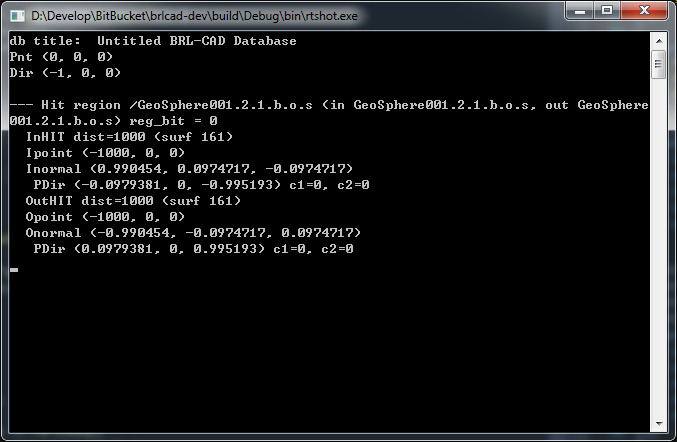 D:\Develop\BitBucket\brlcad-dev\build\Debug\bin\rtshot.exe
db title:  Untitled BRL-CAD Database
Pnt (0, 0, 0)
Dir (-1, 0, 0)
--- Hit region /GeoSphere001.2.1.b.o.s (in GeoSphere001.2.1.b.o.s, out GeoSphere
001.2.1.b.o.s) reg_bit = 0
  InHIT dist=1000 (surf 161)
  Ipoint (-1000, 0, 0)
  Inormal (0.990454, 0.0974717, -0.0974717)
   PDir (-0.0979381, 0, -0.995193) c1=0, c2=0
  OutHIT dist=1000 (surf 161)
  Opoint (-1000, 0, 0)
  Onormal (-0.990454, -0.0974717, 0.0974717)
   PDir (0.0979381, 0, 0.995193) c1=0, c2=0